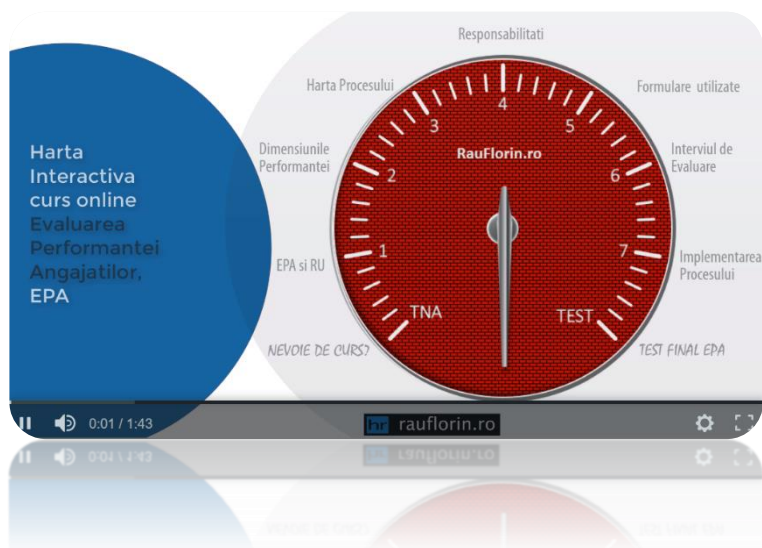 Harta
Interactiva
curs online
Evaluarea
Performantei
Angajatilor,
EPA
Responsabilitati
Harta Procesului
Formulare utilizate
Dimensiunile
Performantei
Interviul de
Evaluare
EPA si RU
Implementarea
Procesului
NEVOIE DE CURS?
TEST FINAL EPA
RauFlorin.ro
TNA
1
2
3
4
5
6
7
TEST
0:01 / 1:43
hr rauflorin.ro